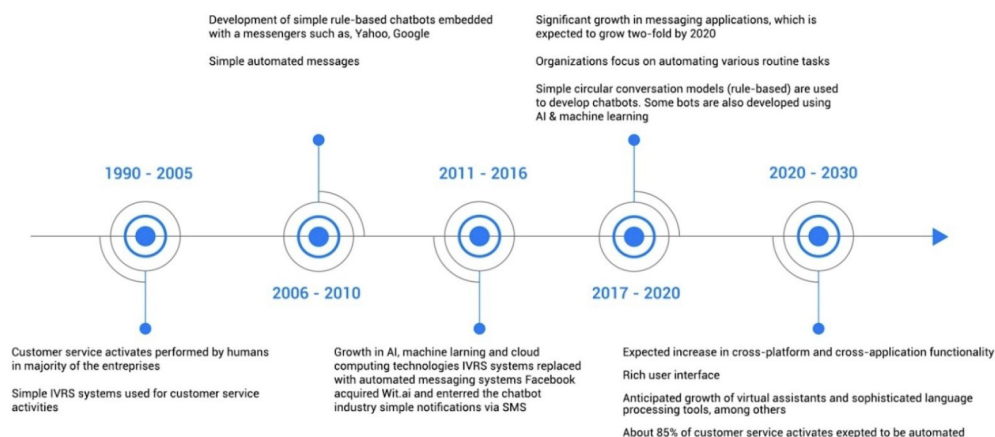 Development of simple rule-based chatbots embedded
with a messengers such as, Yahoo, Google
Simple automated messages
Significant growth in messaging applications, which is
expected to grow two-fold by 2020
Organizations focus on automating various routine tasks
Simple circular conversation models (rule-based) are used
to develop chatbots. Some bots are also developed using
AI & machine learning
1990 - 2005
2011 - 2016
2020 - 2030
2006 - 2010
2017 - 2020
Customer service activates performed by humans
in majority of the entreprises
Simple IVRS systems used for customer service
activities
Growth in AI, machine larning and cloud
computing technologies IVRS systems replaced
with automated messaging systems Facebook
acquired Wit.ai and enterred the chatbot
industry simple notifications via SMS
Expected increase in cross-platform and cross-application functionality
Rich user interface
Anticipated growth of virtual assistants and sophisticated language
processing tools, among others
About 85% of customer service activates exepted to be automated